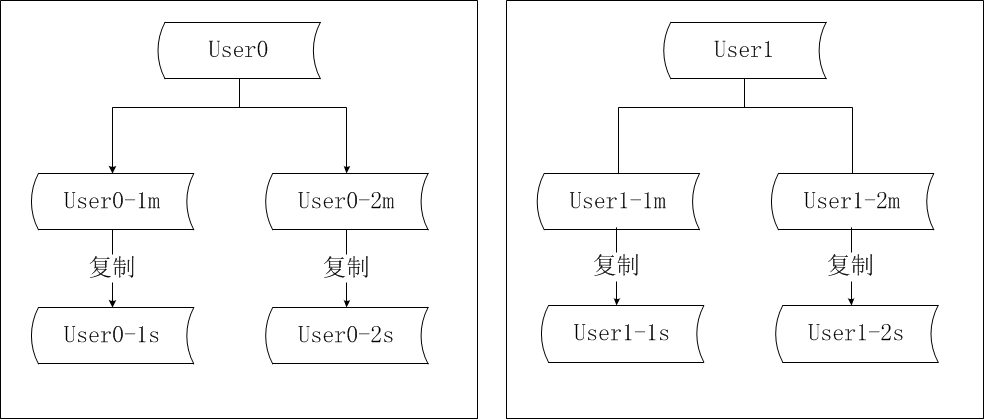 User0
User1
User0-1m
User0-2m
User1-1m
User1-2m
复制
复制
复制
复制
User0-1s
User0-2s
User1-1s
User1-2s